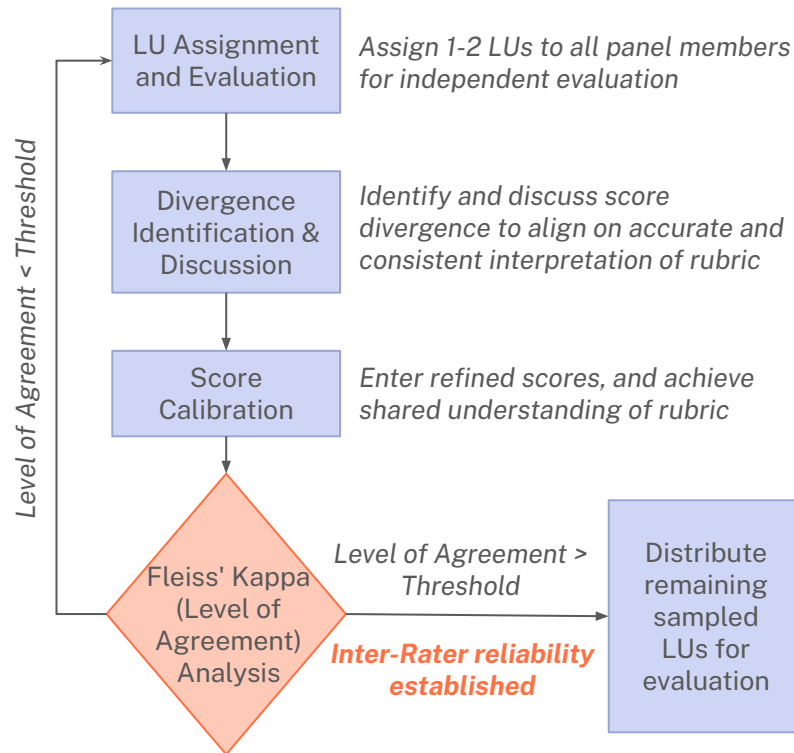 LU Assignment
and Evaluation
Assign 1-2 LUs to all panel members
for independent evaluation
Level of Agreement < Threshold
Divergence
Identification &
Discussion
Identify and discuss score
divergence to align on accurate and
consistent interpretation of rubric
Score
Calibration
Enter refined scores, and achieve
shared understanding of rubric
Fleiss' Kappa
(Level of
Agreement)
Analysis
Level of Agreement >
Threshold
Inter-Rater reliability
established
Distribute
remaining
sampled
LUs for
evaluation